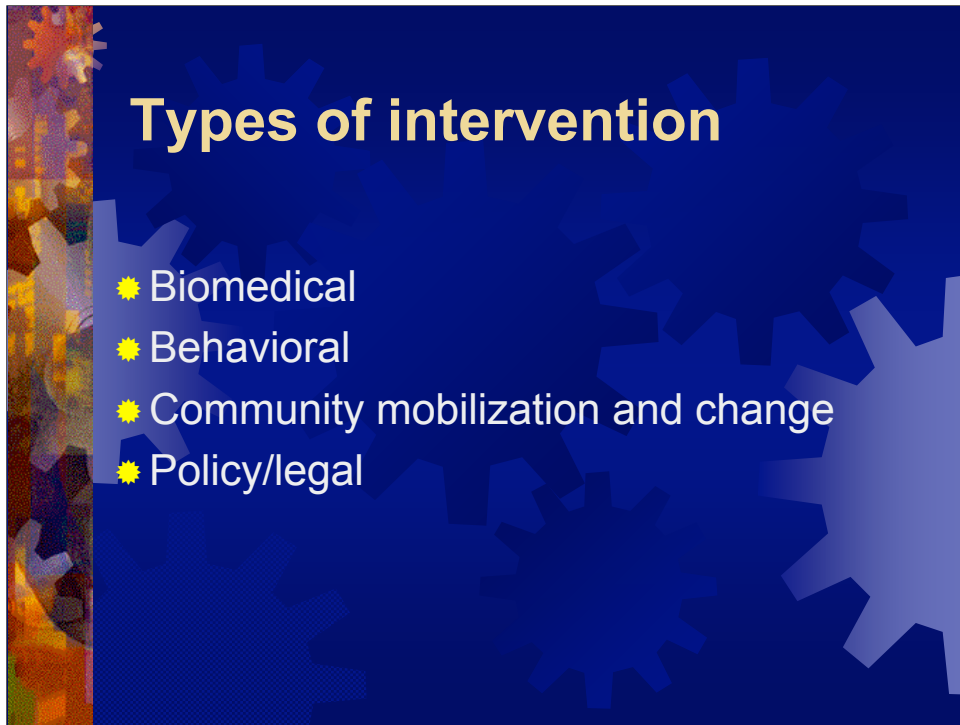 Types of intervention
Biomedical
Behavioral
Community mobilization and change
Policy/legal